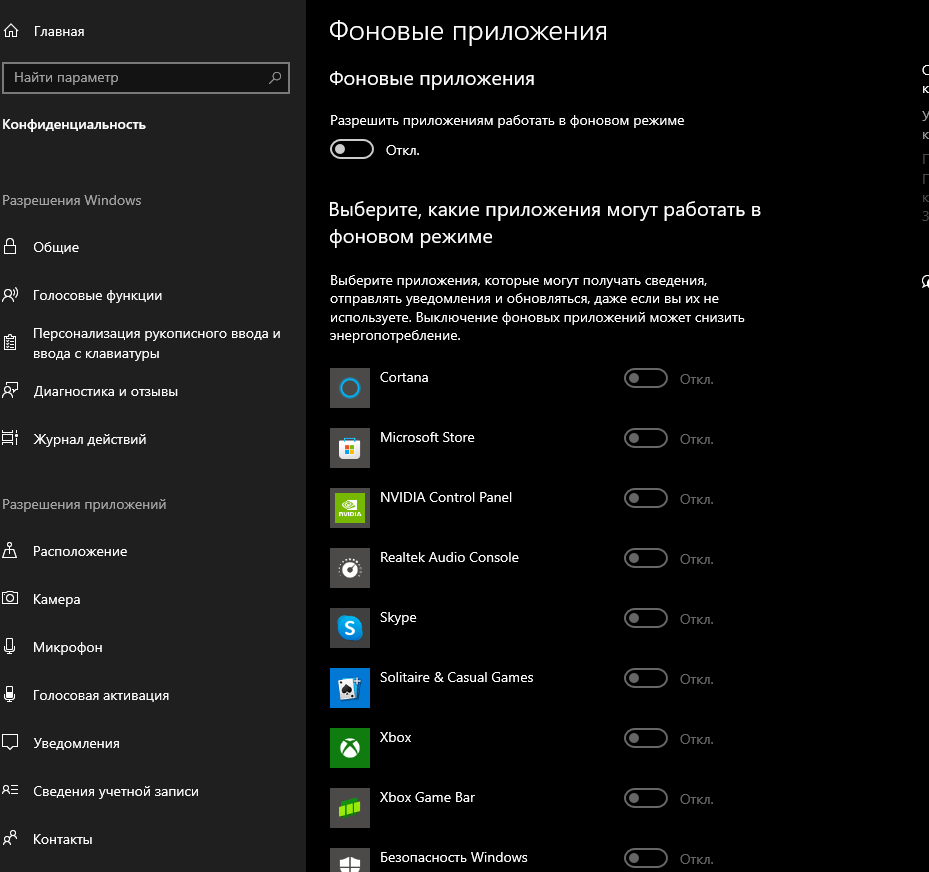 Главная
Найти параметр
Конфиденциальность
Разрешения Windows
Общие
Голосовые функции
Персонализация рукописного ввода и
ввода с клавиатуры
Диагностика и отзывы
Журнал действий
Разрешения приложений
Расположение
Камера
Микрофон
Голосовая активация
Уведомления
Сведения учетной записи
Контакты
Фоновые приложения
Фоновые приложения
Разрешить приложениям работать в фоновом режиме
Откл.
Выберите, какие приложения могут работать в
фоновом режиме
Выберите приложения, которые могут получать сведения,
отправлять уведомления и обновляться, даже если вы их не
используете. Выключение фоновых приложений может снизить
энергопотребление.
Cortana Откл.
Microsoft Store Откл.
NVIDIA
NVIDIA Control Panel Откл.
Realtek Audio Console Откл.
Skype Откл.
Solitaire & Casual Games Откл.
Xbox Откл.
Xbox Game Bar Откл.
Безопасность Windows Откл.